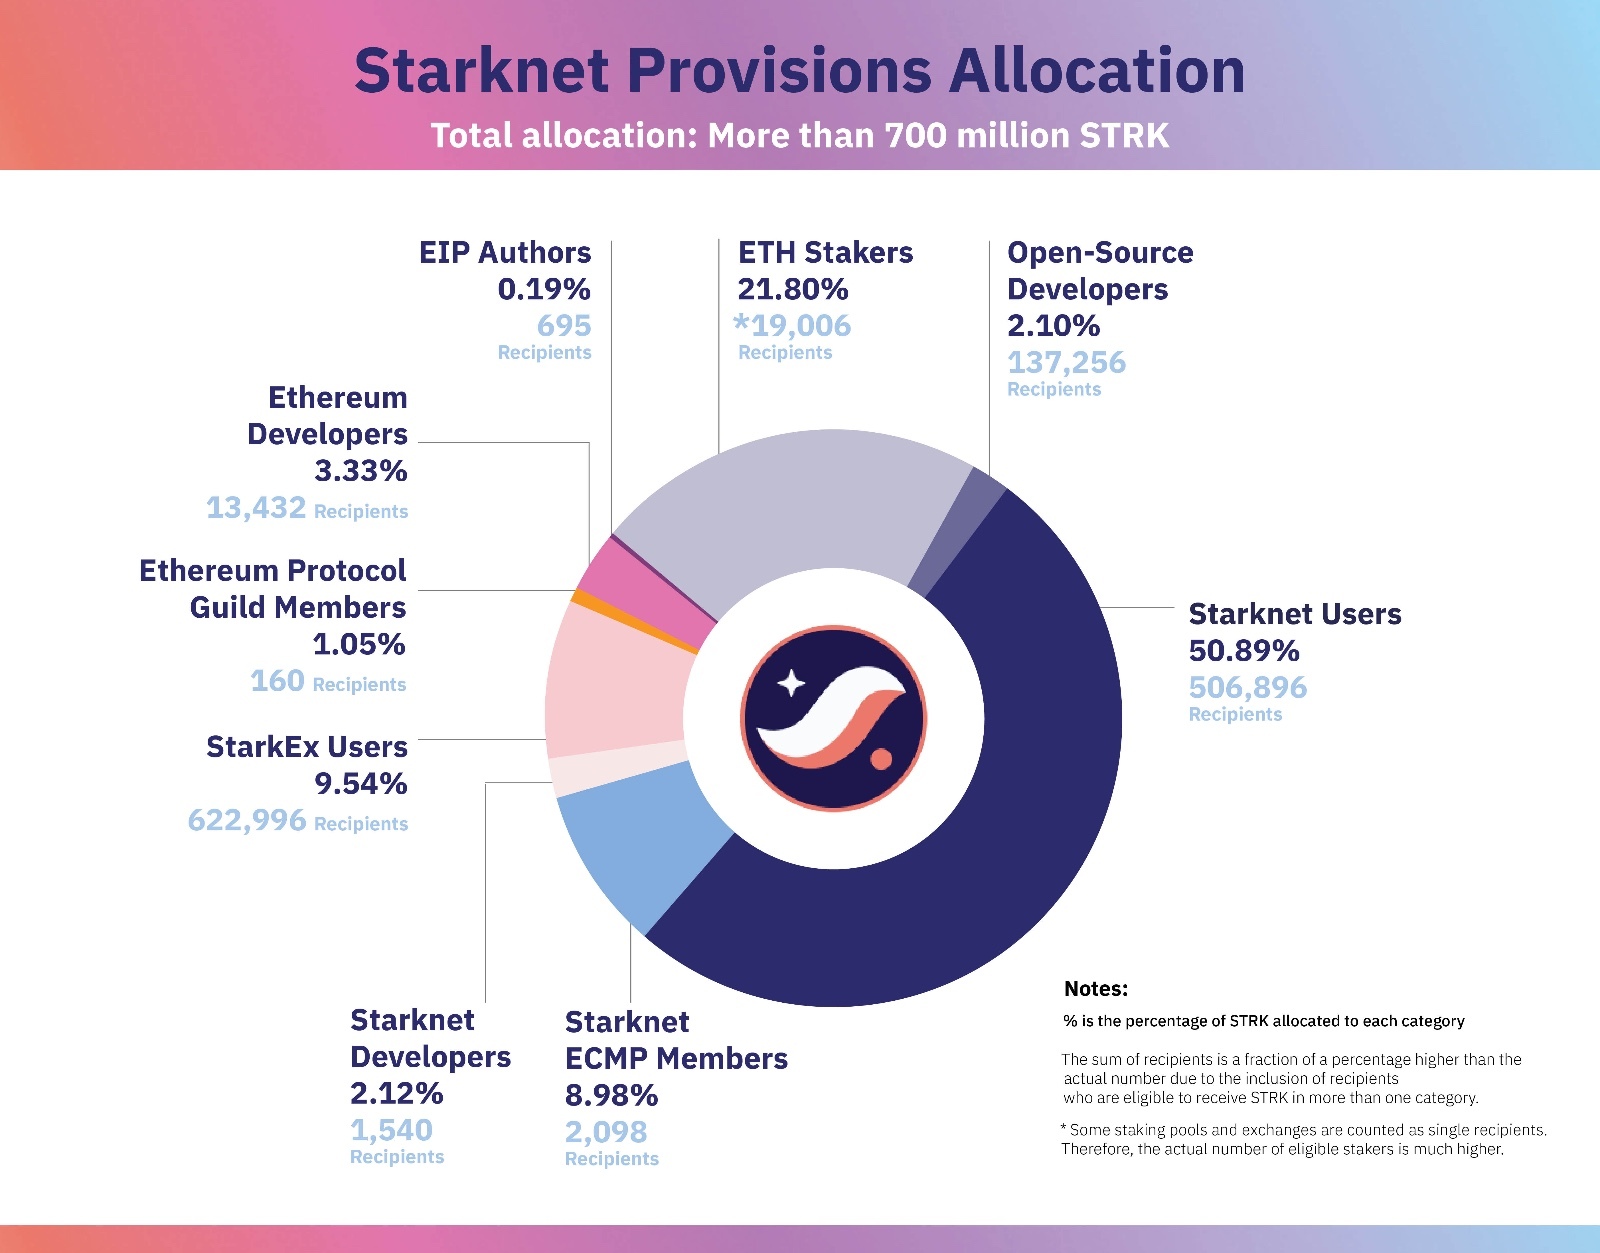 Starknet Provisions Allocation
Total allocation: More than 700 million STRK
EIP Authors
0.19%
695
Recipients
ETH Stakers
21.80%
*19,006
Recipients
Open-Source
Developers
2.10%
137,256
Recipients
Ethereum
Developers
3.33%
13,432 Recipients
Ethereum Protocol
Guild Members
1.05%
160 Recipients
StarkEx Users
9.54%
622,996 Recipients
Starknet Users
50.89%
506,896
Recipients
Starknet
Developers
2.12%
1,540
Recipients
Starknet
ECMP Members
8.98%
2,098
Recipients
Notes:
% is the percentage of STRK allocated to each category
The sum of recipients is a fraction of a percentage higher than the
actual number due to the inclusion of recipients
who are eligible to receive STRK in more than one category.
* Some staking pools and exchanges are counted as single recipients.
Therefore, the actual number of eligible stakers is much higher.